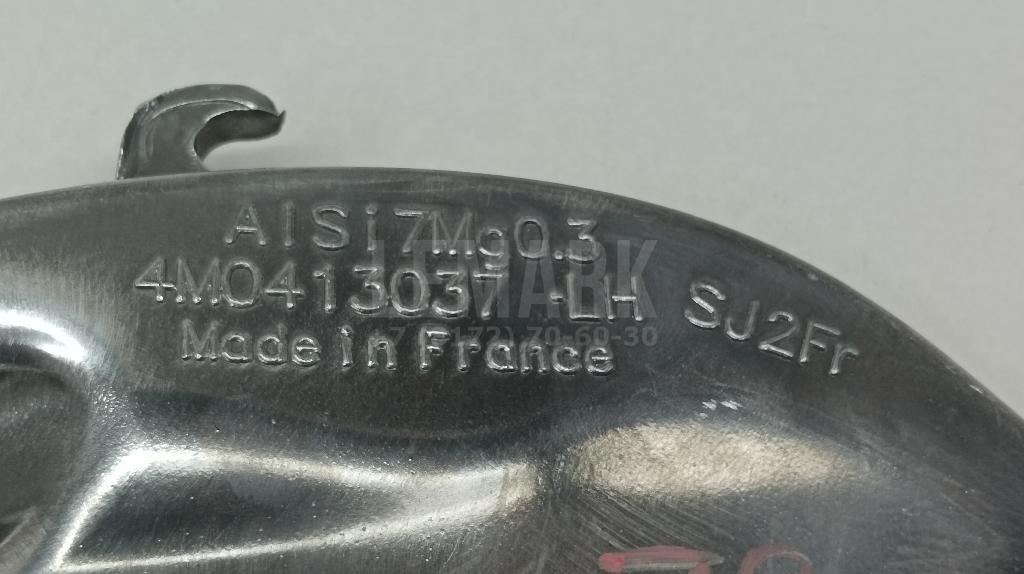 AlSi7Mg0.3
4M0413037 -LH
SJ2Fr
Made in France